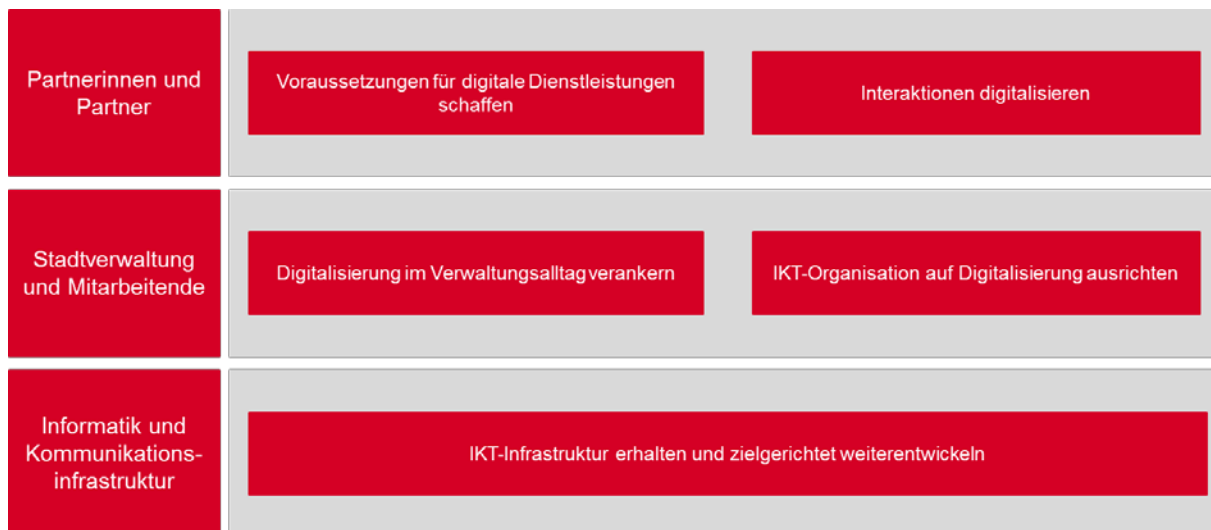 Partnerinnen und
Partner
Voraussetzungen für digitale Dienstleistungen
schaffen
Interaktionen digitalisieren
Stadtverwaltung
und Mitarbeitende
Digitalisierung im Verwaltungsalltag verankern
IKT-Organisation auf Digitalisierung ausrichten
Informatik und
Kommunikations-
infrastruktur
IKT-Infrastruktur erhalten und zielgerichtet weiterentwickeln